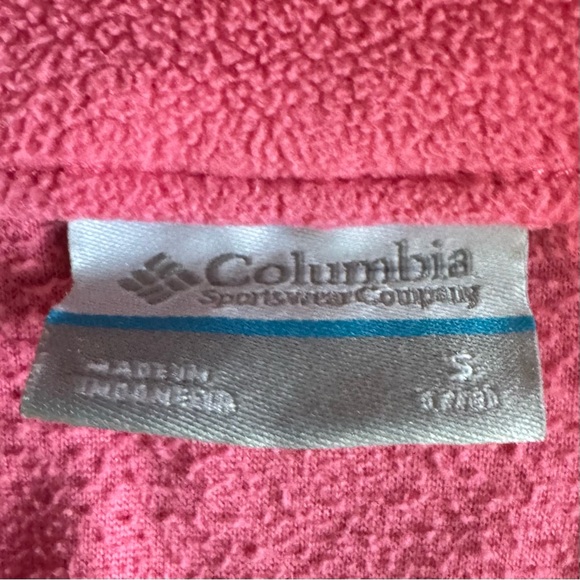 Columbia
Sportswear Company
MADE IN
INDONESIA
S